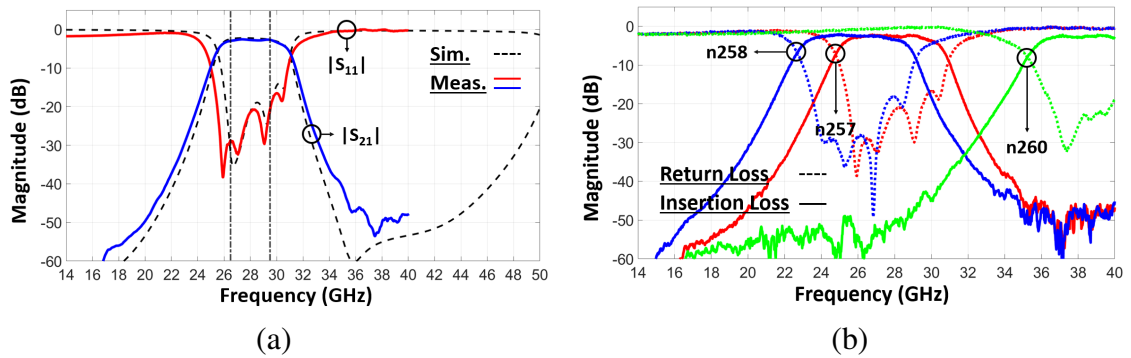 0
-10
-20
-30
-40
-50
-60
14 16 18 20 22 24 26 28 30 32 34 36 38 40 42 44 46 48 50
Magnitude (dB)
Frequency (GHz)
Sim.
Meas.
|S11|
|S21|
(a)
0
-10
-20
-30
-40
-50
-60
14 16 18 20 22 24 26 28 30 32 34 36 38 40
Magnitude (dB)
Frequency (GHz)
n258
n257
n260
Return Loss
Insertion Loss
(b)